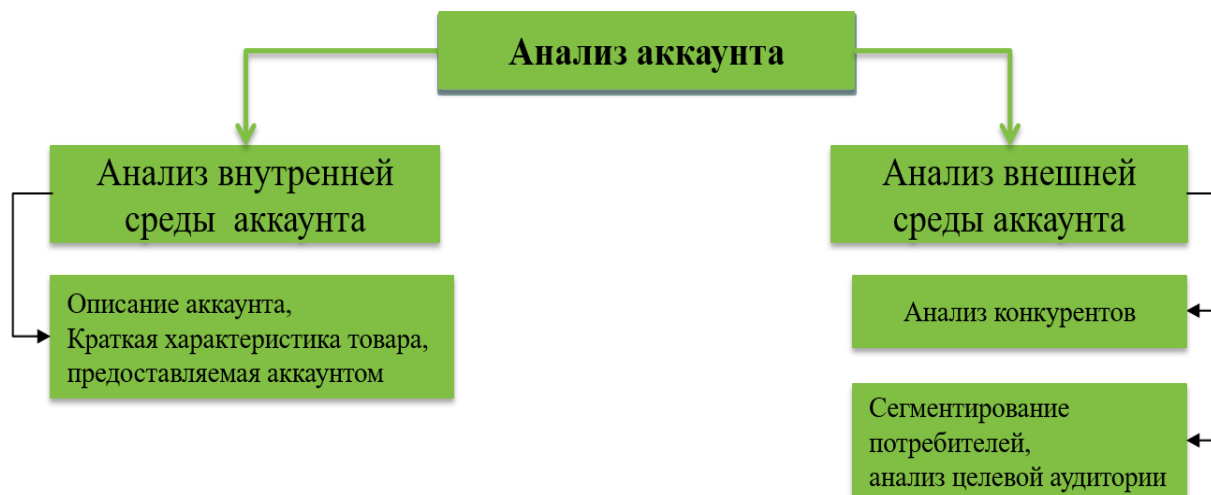 Анализ аккаунта
Анализ внутренней
среды аккаунта
Анализ внешней
среды аккаунта
Описание аккаунта,
Краткая характеристика товара,
предоставляемая аккаунтом
Анализ конкурентов
Сегментирование
потребителей,
анализ целевой аудитории